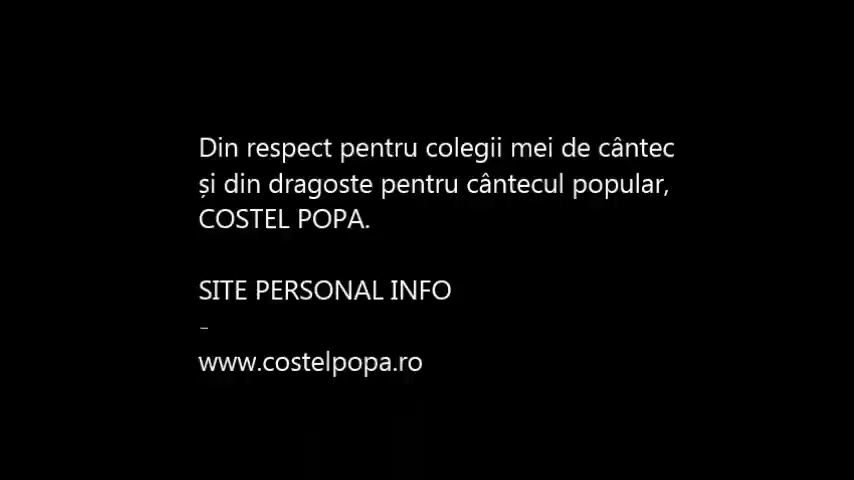 Din respect pentru colegii mei de cântec
și din dragoste pentru cântecul popular,
COSTEL POPA.
SITE PERSONAL INFO
-
www.costelpopa.ro